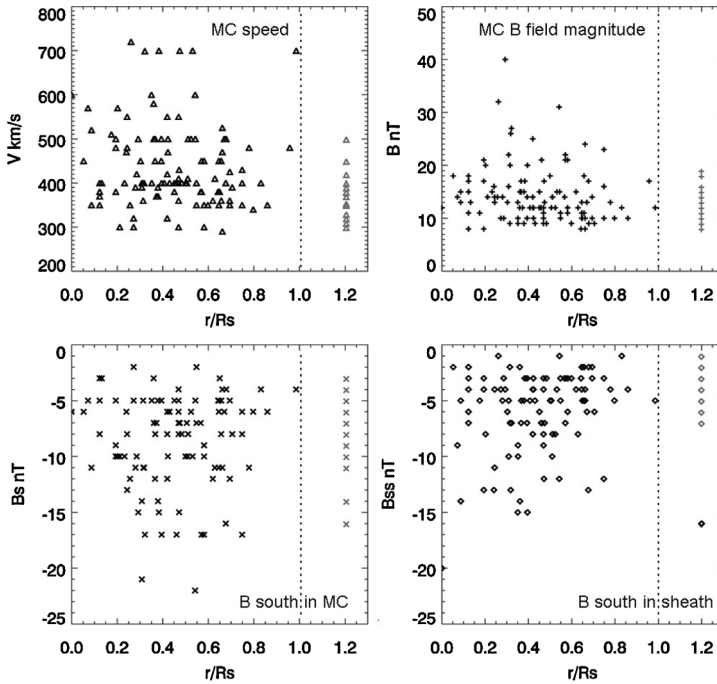 MC speed
V km/s
800
700
600
500
400
300
200
0.0 0.2 0.4 0.6 0.8 1.0 1.2
r/Rs
MC B field magnitude
B nT
50
40
30
20
10
0
0.0 0.2 0.4 0.6 0.8 1.0 1.2
r/Rs
B south in MC
Bs nT
0
-5
-10
-15
-20
-25
0.0 0.2 0.4 0.6 0.8 1.0 1.2
r/Rs
B south in sheath
Bss nT
0
-5
-10
-15
-20
-25
0.0 0.2 0.4 0.6 0.8 1.0 1.2
r/Rs